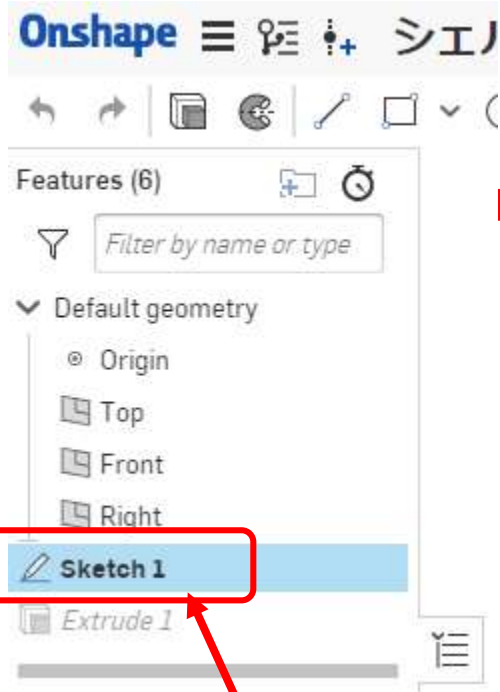 Onshape シェル
Features (6)
Filter by name or type
Default geometry
Origin
Top
Front
Right
Sketch 1
Extrude 1